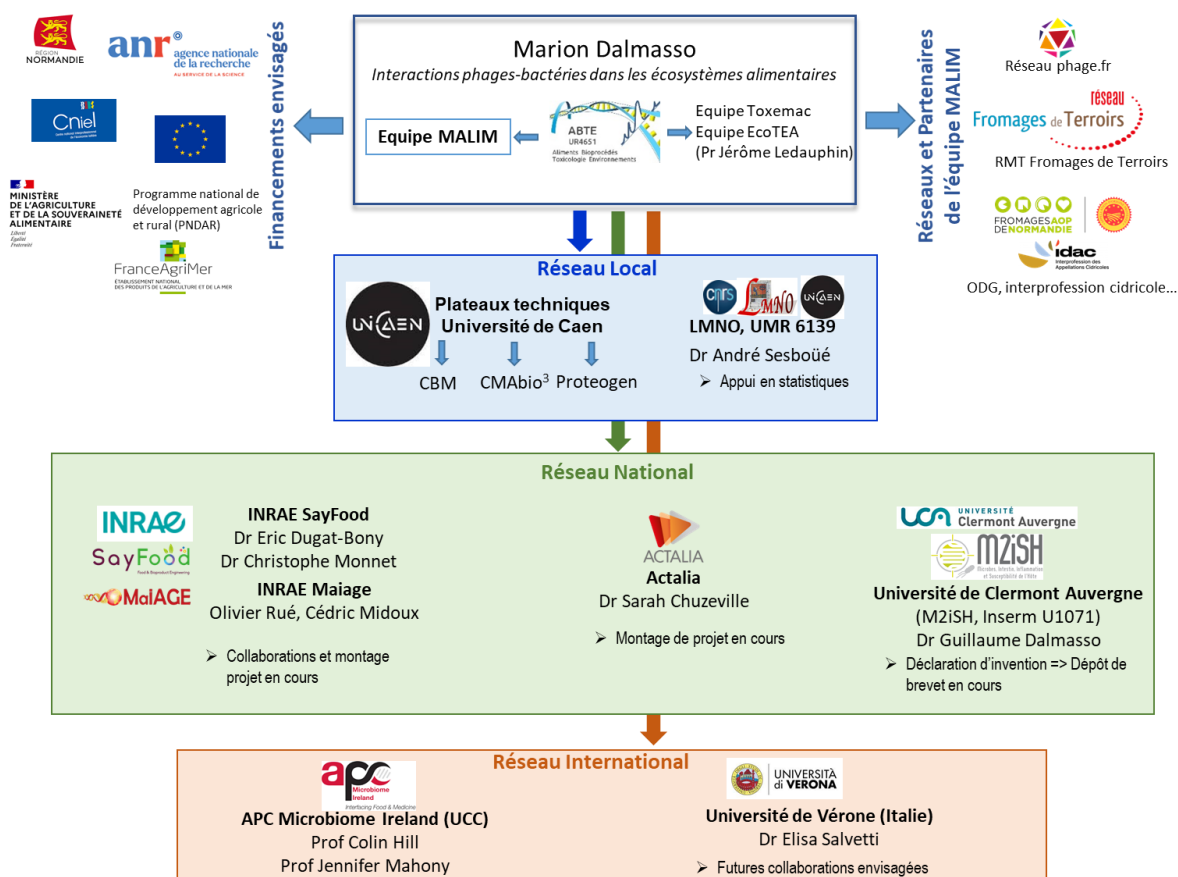 RÉGION
NORMANDIE
anr
agence nationale
de la recherche
AU SERVICE DE LA SCIENCE
Cniel
MINISTÈRE
DE L'AGRICULTURE
ET DE LA SOUVERAINETÉ
ALIMENTAIRE
Liberté
Égalité
Fraternité
Programme national de
développement agricole
et rural (PNDAR)
FranceAgriMer
ÉTABLISSEMENT NATIONAL
DES PRODUITS DE L'AGRICULTURE ET DE LA MER
Financements envisagés
Marion Dalmasso
Interactions phages-bactéries dans les écosystèmes alimentaires
Equipe MALIM
ABTE
UR4651
Aliments Bioprocédés
Toxicologie Environnements
Equipe Toxemac
Equipe EcoTEA
(Pr Jérôme Ledauphin)
Réseaux et Partenaires
de l'équipe MALIM
Réseau phage.fr
réseau
Fromages de Terroirs
RMT Fromages de Terroirs
FROMAGES AOP
DE NORMANDIE
idac
Interprofession des
Appellations Cidricoles
ODG, interprofession cidricole...
Réseau Local
UNICAEN
Plateaux techniques
Université de Caen
CBM
CMAbio³
Proteogen
cnrs
LMNO
UNICAEN
LMNO, UMR 6139
Dr André Sesboüé
➢ Appui en statistiques
Réseau National
INRAE
SayFood
Food & Bioproduct Engineering
MaIAGE
INRAE SayFood
Dr Eric Dugat-Bony
Dr Christophe Monnet
INRAE Maiage
Olivier Rué, Cédric Midoux
➢ Collaborations et montage
projet en cours
ACTALIA
Actalia
Dr Sarah Chuzeville
➢ Montage de projet en cours
UCA
UNIVERSITÉ
Clermont Auvergne
M2iSH
Microbes, Intestin, Inflammation
et Susceptibilité de l'Hôte
Université de Clermont Auvergne
(M2iSH, Inserm U1071)
Dr Guillaume Dalmasso
➢ Déclaration d'invention => Dépôt de
brevet en cours
Réseau International
apc
Microbiome
Ireland
Interfacing Food & Medicine
APC Microbiome Ireland (UCC)
Prof Colin Hill
Prof Jennifer Mahony
UNIVERSITÀ
di VERONA
Université de Vérone (Italie)
Dr Elisa Salvetti
➢ Futures collaborations envisagées